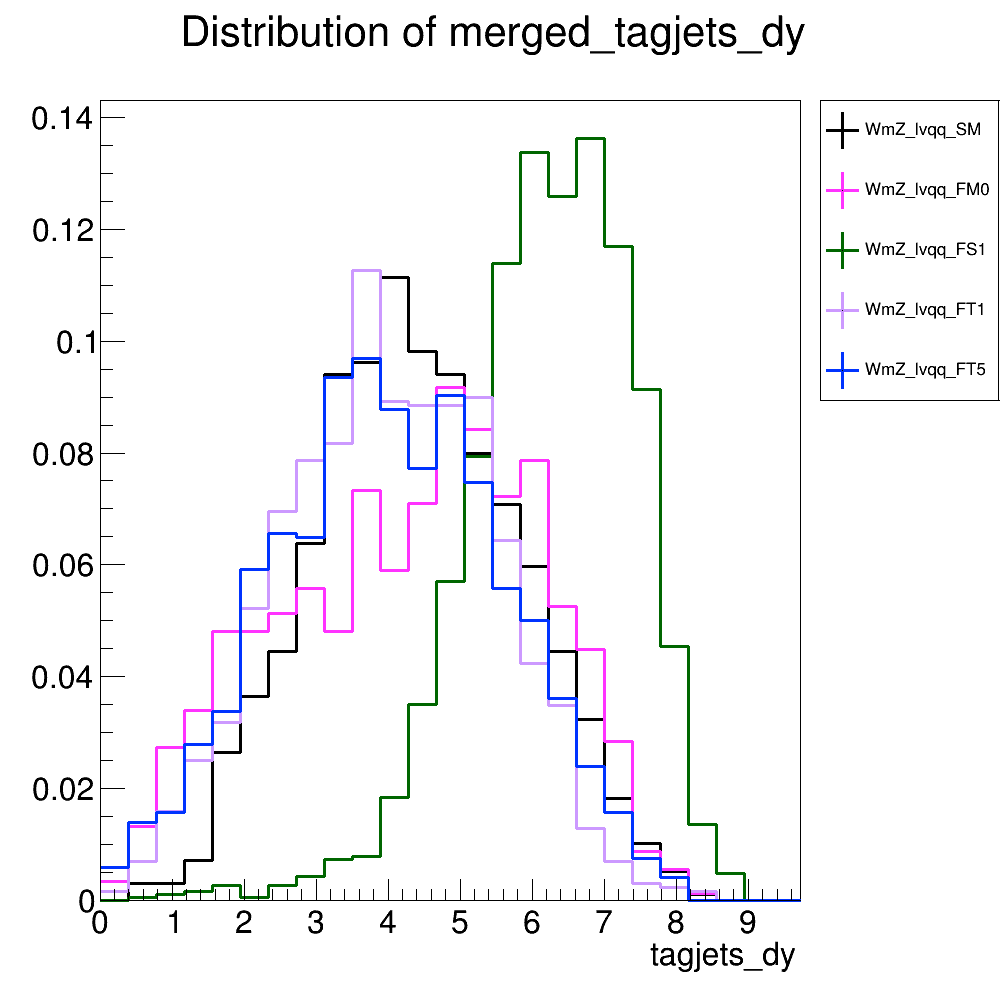 Distribution of merged_tagjets_dy
0.14
0.12
0.1
0.08
0.06
0.04
0.02
0
0 1 2 3 4 5 6 7 8 9
tagjets_dy
WmZ_lvqq_SM
WmZ_lvqq_FM0
WmZ_lvqq_FS1
WmZ_lvqq_FT1
WmZ_lvqq_FT5